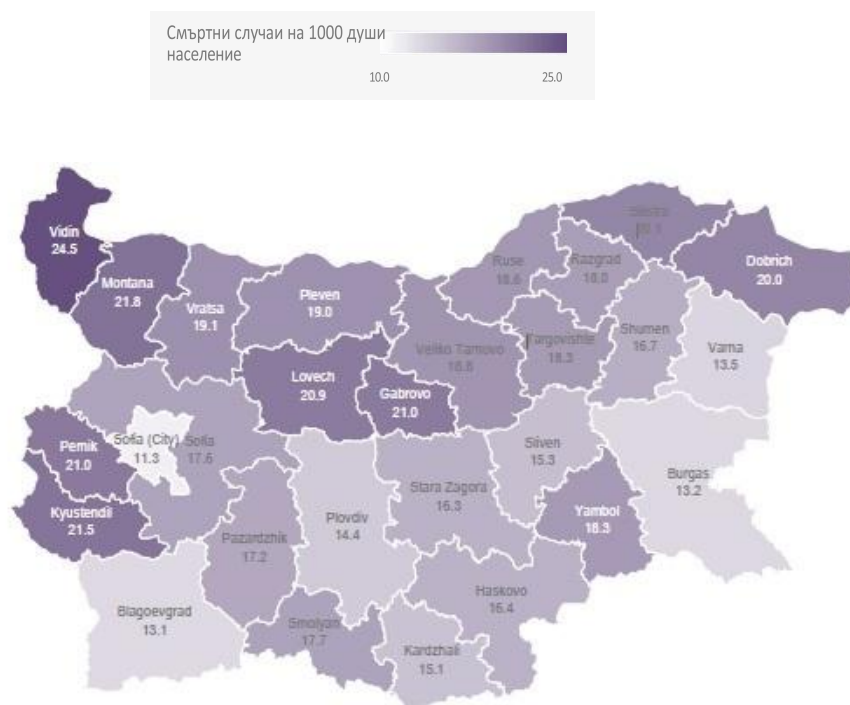 Смъртни случаи на 1000 души
население
10.0
25.0
Vidin
24.5
Montana
21.8
Vratsa
19.1
Pleven
19.0
Ruse
18.6
Razgrad
18.0
Dobrich
20.0
Veliko Tarnovo
18.8
Targovishte
18.3
Shumen
16.7
Varna
13.5
Lovech
20.9
Gabrovo
21.0
Pernik
21.0
Sofia (City)
11.3
Sofia
17.6
Kyustendil
21.5
Pazardzhik
17.2
Plovdiv
14.4
Stara Zagora
16.3
Sliven
15.3
Yambol
18.3
Burgas
13.2
Blagoevgrad
13.1
Smolyan
17.7
Haskovo
16.4
Kardzhali
15.1